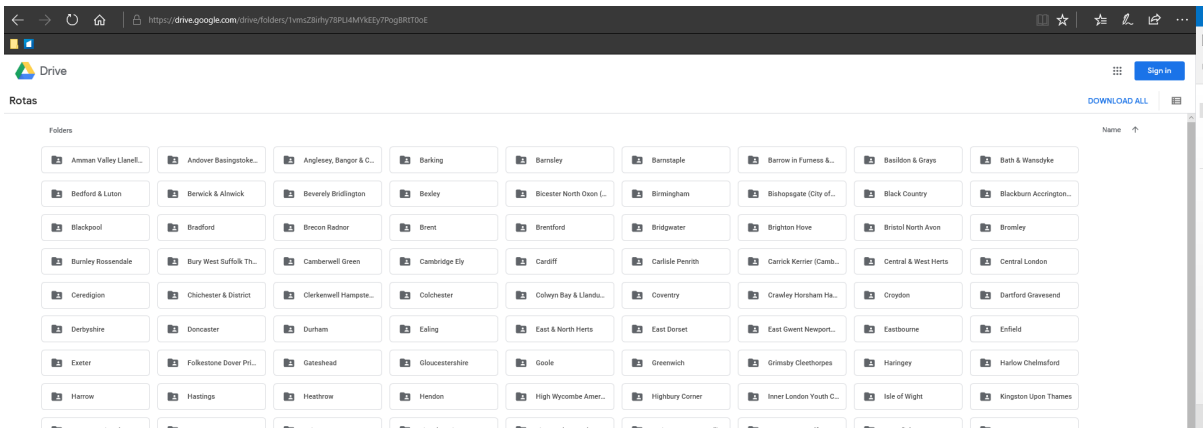 https://drive.google.com/drive/folders/
Drive
Sign in
Rotas
DOWNLOAD ALL
Folders
Name
Amman Valley Llanell... Andover Basingstoke... Anglesey, Bangor & C... Barking Barnsley Barnstaple Barrow in Furness &... Basildon & Grays Bath & Wansdyke
Bedford & Luton Berwick & Alnwick Beverely Bridlington Bexley Bicester North Oxon (... Birmingham Bishopsgate (City of... Black Country Blackburn Accrington...
Blackpool Bradford Brecon Radnor Brent Brentford Bridgwater Brighton Hove Bristol North Avon Bromley
Burnley Rossendale Bury West Suffolk Th... Camberwell Green Cambridge Ely Cardiff Carlisle Penrith Carrick Kerrier (Camb... Central & West Herts Central London
Ceredigion Chichester & District Clerkenwell Hampste... Colchester Colwyn Bay & Llandu... Coventry Crawley Horsham Ha... Croydon Dartford Gravesend
Derbyshire Doncaster Durham Ealing East & North Herts East Dorset East Gwent Newport... Eastbourne Enfield
Exeter Folkestone Dover Pri... Gateshead Gloucestershire Goole Greenwich Grimsby Cleethorpes Haringey Harlow Chelmsford
Harrow Hastings Heathrow Hendon High Wycombe Amer... Highbury Corner Inner London Youth C... Isle of Wight Kingston Upon Thames